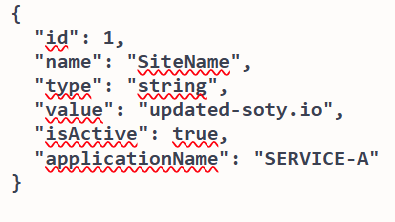 {
"id": 1,
"name": "SiteName",
"type": "string",
"value": "updated-soty.io",
"isActive": true,
"applicationName": "SERVICE-A"
}